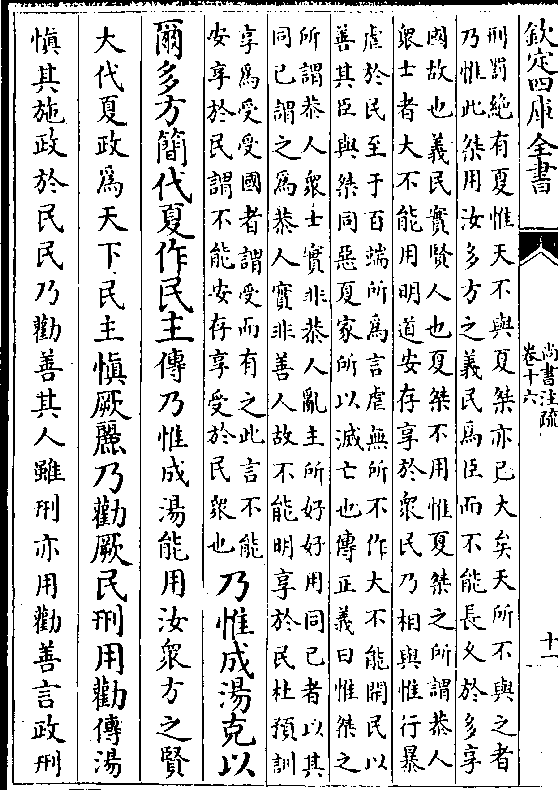 欽定四庫全書
尚書注疏
卷十六
十一
刑罰絶有夏惟天不與夏桀亦已大矣天所不與之者
乃惟此桀用汝多方之義民爲臣而不能長久於多享
國故也義民實賢人也夏桀不用惟夏桀之所謂恭人
衆士者大不能用明道安存享於衆民乃相與惟行暴
虐於民至于百端所爲言虐無所不作大不能開民以
善其臣與桀同惡夏家所以滅亡也傳正義曰惟桀之
所謂恭人衆士實非恭人亂主所好好用同已者以其
同已謂之爲恭人實非善人故不能明享於民杜預訓
享爲受受國者謂受而有之此言不能
安享於民謂不能安存享受於民衆也
乃惟成湯克以
爾多方簡代夏作民主傳乃惟成湯能用汝衆方之賢
大代夏政爲天下民主慎厥麗乃勸厥民刑用勸傳湯
慎其施政於民民乃勸善其人雖刑亦用勸善言政刑